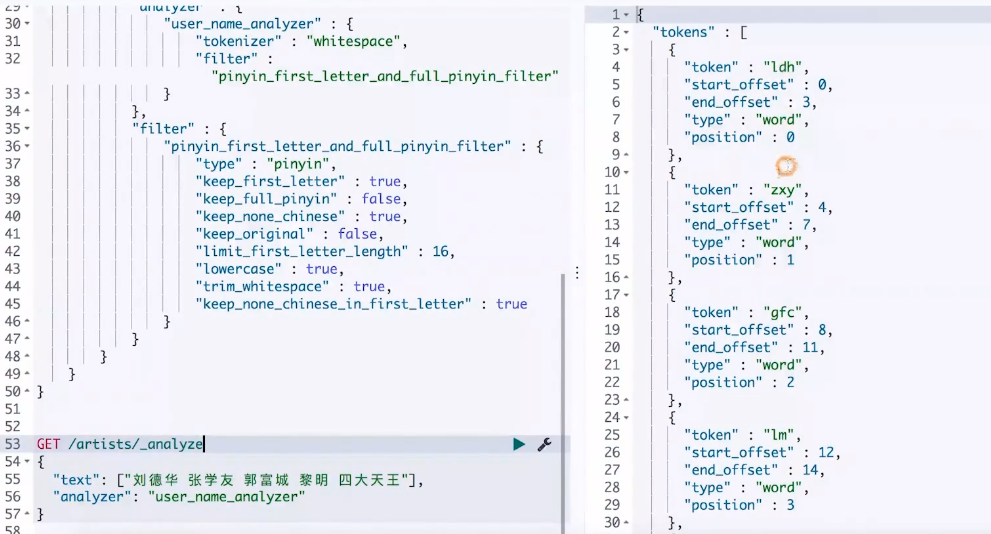 29 "analyzer" : {
30 "user_name_analyzer" : {
31 "tokenizer" : "whitespace",
32 "filter" :
"pinyin_first_letter_and_full_pinyin_filter"
33 }
34 },
35 "filter" : {
36 "pinyin_first_letter_and_full_pinyin_filter" : {
37 "type" : "pinyin",
38 "keep_first_letter" : true,
39 "keep_full_pinyin" : false,
40 "keep_none_chinese" : true,
41 "keep_original" : false,
42 "limit_first_letter_length" : 16,
43 "lowercase" : true,
44 "trim_whitespace" : true,
45 "keep_none_chinese_in_first_letter" : true
46 }
47 }
48 }
49 }
50 }
51
52
53 GET /artists/_analyze
54 {
55 "text": ["刘德华 张学友 郭富城 黎明 四大天王"],
56 "analyzer": "user_name_analyzer"
57 }
58
1 {
2 "tokens" : [
3 {
4 "token" : "ldh",
5 "start_offset" : 0,
6 "end_offset" : 3,
7 "type" : "word",
8 "position" : 0
9 },
10 {
11 "token" : "zxy",
12 "start_offset" : 4,
13 "end_offset" : 7,
14 "type" : "word",
15 "position" : 1
16 },
17 {
18 "token" : "gfc",
19 "start_offset" : 8,
20 "end_offset" : 11,
21 "type" : "word",
22 "position" : 2
23 },
24 {
25 "token" : "lm",
26 "start_offset" : 12,
27 "end_offset" : 14,
28 "type" : "word",
29 "position" : 3
30 },